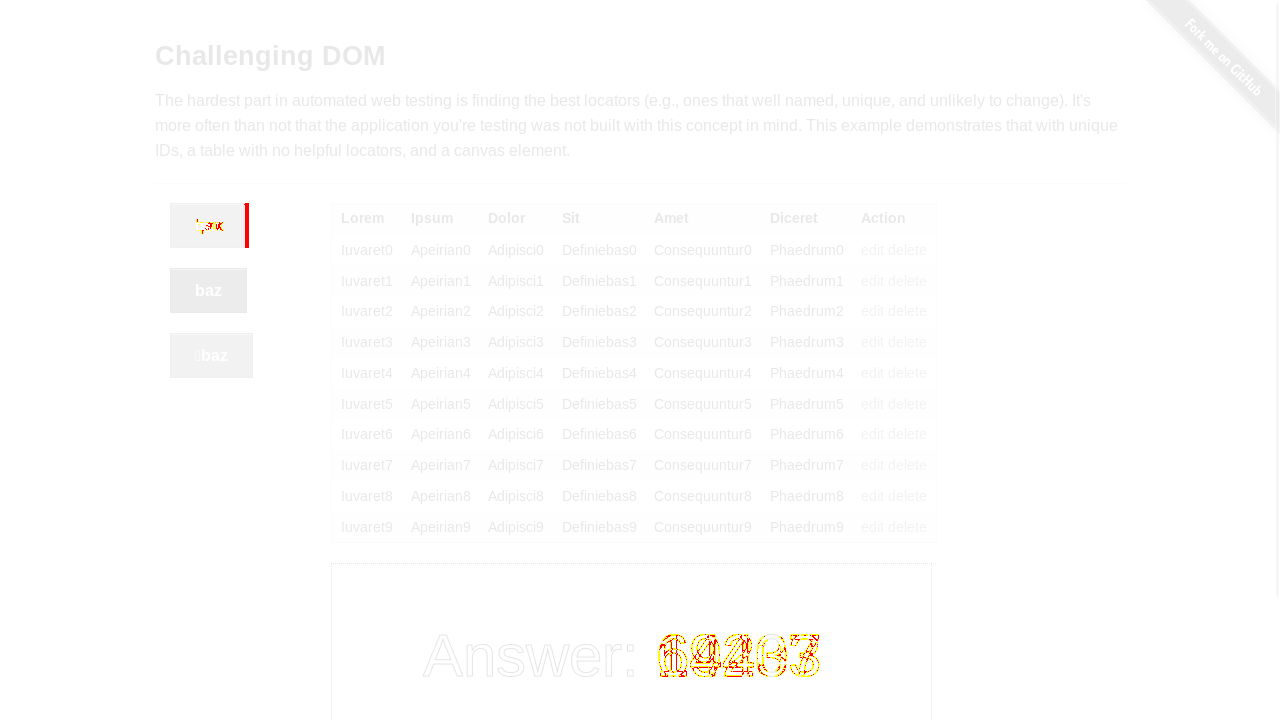 Fork me on GitHub
Challenging DOM
The hardest part in automated web testing is finding the best locators (e.g., ones that well named, unique, and unlikely to change). It's
more often than not that the application you're testing was not built with this concept in mind. This example demonstrates that with unique
IDs, a table with no helpful locators, and a canvas element.
baz
baz
Lorem Ipsum Dolor Sit Amet Diceret Action
Iuvaret0 Apeirian0 Adipisci0 Definiebas0 Consequuntur0 Phaedrum0 edit delete
Iuvaret1 Apeirian1 Adipisci1 Definiebas1 Consequuntur1 Phaedrum1 edit delete
Iuvaret2 Apeirian2 Adipisci2 Definiebas2 Consequuntur2 Phaedrum2 edit delete
Iuvaret3 Apeirian3 Adipisci3 Definiebas3 Consequuntur3 Phaedrum3 edit delete
Iuvaret4 Apeirian4 Adipisci4 Definiebas4 Consequuntur4 Phaedrum4 edit delete
Iuvaret5 Apeirian5 Adipisci5 Definiebas5 Consequuntur5 Phaedrum5 edit delete
Iuvaret6 Apeirian6 Adipisci6 Definiebas6 Consequuntur6 Phaedrum6 edit delete
Iuvaret7 Apeirian7 Adipisci7 Definiebas7 Consequuntur7 Phaedrum7 edit delete
Iuvaret8 Apeirian8 Adipisci8 Definiebas8 Consequuntur8 Phaedrum8 edit delete
Iuvaret9 Apeirian9 Adipisci9 Definiebas9 Consequuntur9 Phaedrum9 edit delete
Answer: